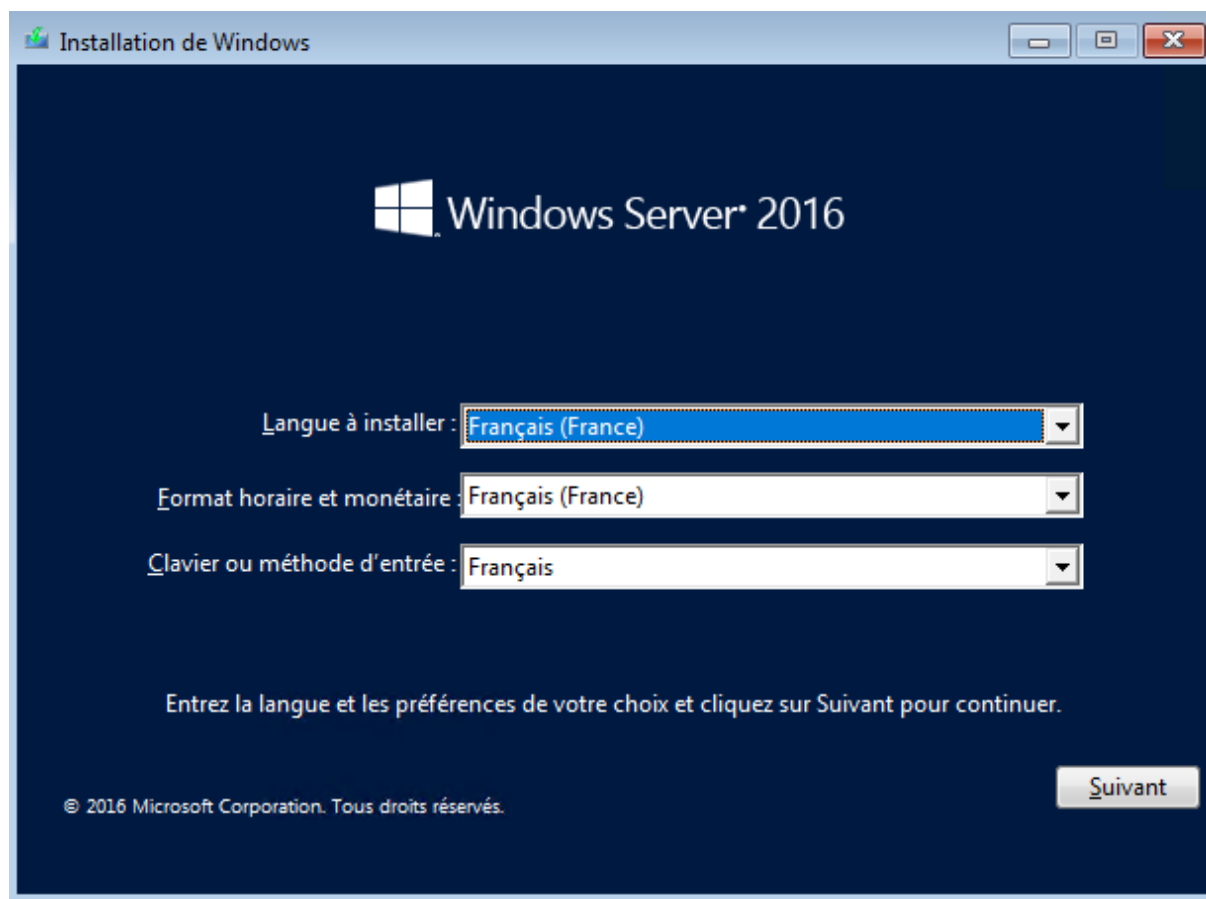 Installation de Windows
Windows Server 2016
Langue à installer : Français (France)
Format horaire et monétaire : Français (France)
Clavier ou méthode d'entrée : Français
Entrez la langue et les préférences de votre choix et cliquez sur Suivant pour continuer.
Suivant
© 2016 Microsoft Corporation. Tous droits réservés.